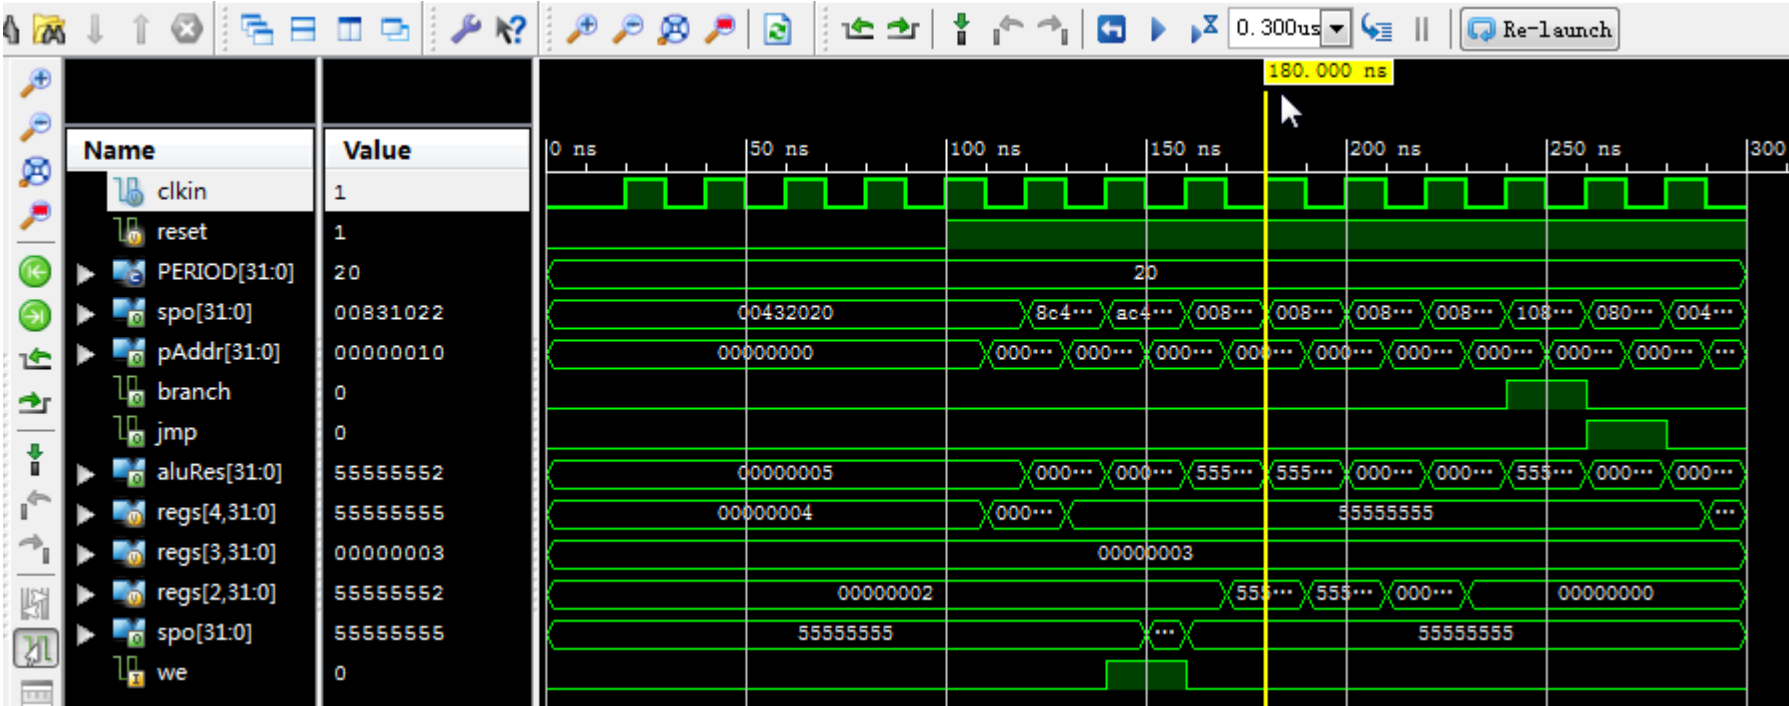 0.300us Re-launch
180.000 ns
Name Value 0 ns 50 ns 100 ns 150 ns 200 ns 250 ns 300
clkin 1
reset 1
PERIOD[31:0] 20 20
spo[31:0] 00831022 00432020 8c4··· ac4··· 008··· 008··· 008··· 008··· 108··· 080··· 004···
pAddr[31:0] 00000010 00000000 000··· 000··· 000··· 000··· 000··· 000··· 000··· 000··· 000··· ···
branch 0
jmp 0
aluRes[31:0] 55555552 00000005 000··· 000··· 555··· 555··· 000··· 000··· 555··· 000··· 000···
regs[4,31:0] 55555555 00000004 000··· 55555555 ···
regs[3,31:0] 00000003 00000003
regs[2,31:0] 55555552 00000002 555··· 555··· 000··· 00000000
spo[31:0] 55555555 55555555 ··· 55555555
we 0